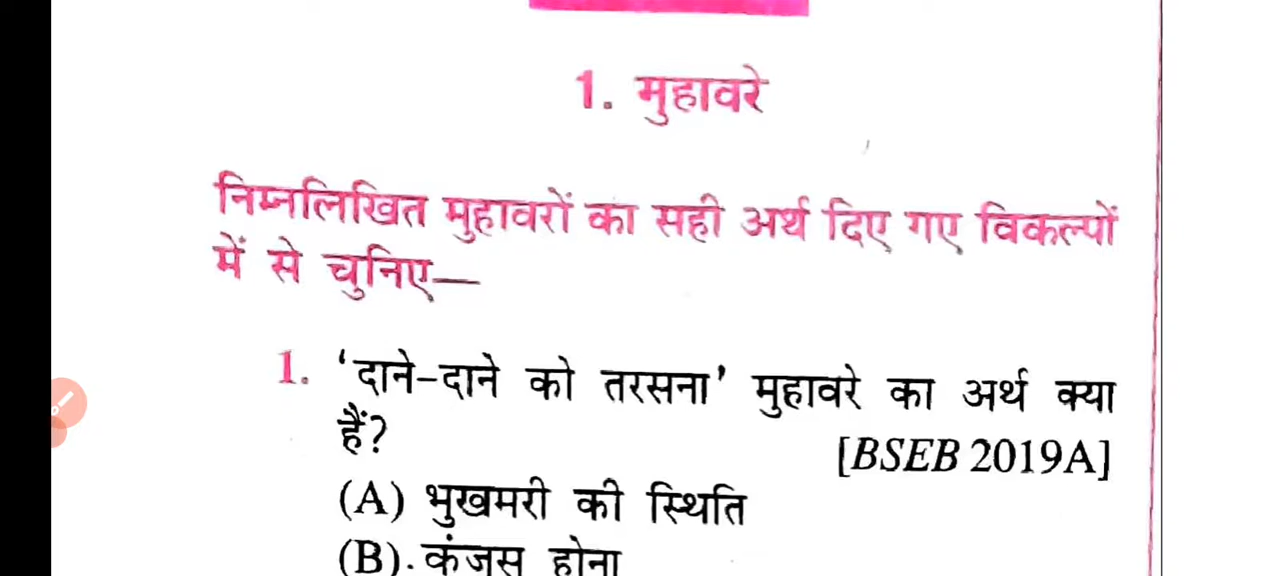 1. मुहावरे
निम्नलिखित मुहावरों का सही अर्थ दिए गए विकल्पों
में से चुनिए—
1. ‘दाने-दाने को तरसना’ मुहावरे का अर्थ क्या
हैं? [BSEB 2019A]
(A) भुखमरी की स्थिति
(B). कंजूस होना